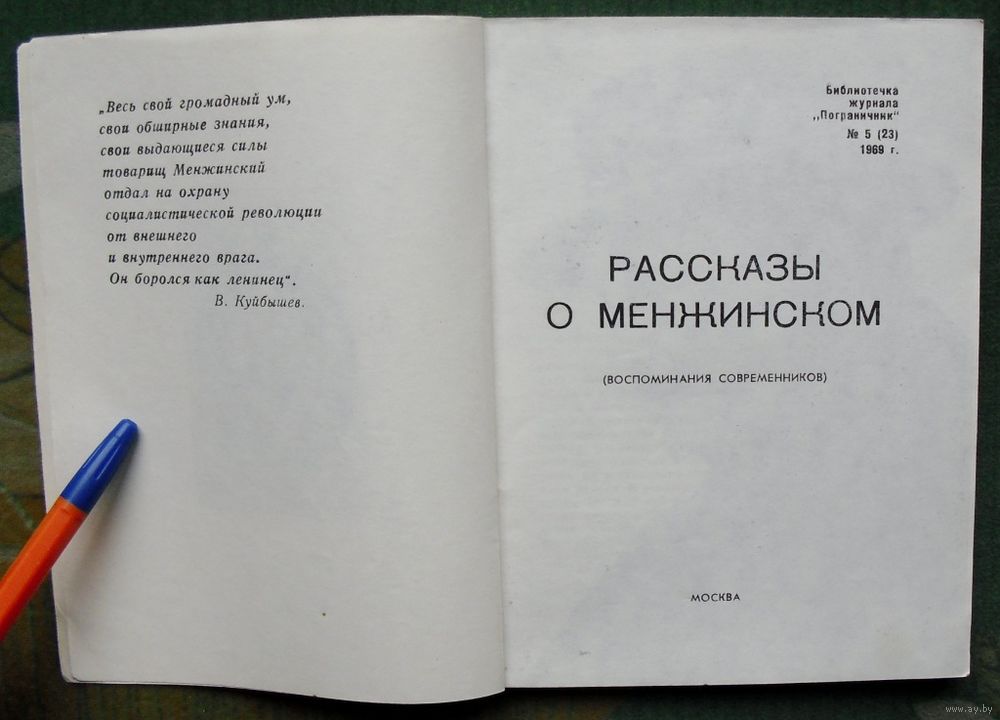 „Весь свой громадный ум,
свои обширные знания,
свои выдающиеся силы
товарищ Менжинский
отдал на охрану
социалистической революции
от внешнего
и внутреннего врага.
Он боролся как ленинец“.
В. Куйбышев.
Библиотечка
журнала
„Пограничник“
№ 5 (23)
1969 г.
РАССКАЗЫ
О МЕНЖИНСКОМ
(ВОСПОМИНАНИЯ СОВРЕМЕННИКОВ)
МОСКВА
www.ay.by